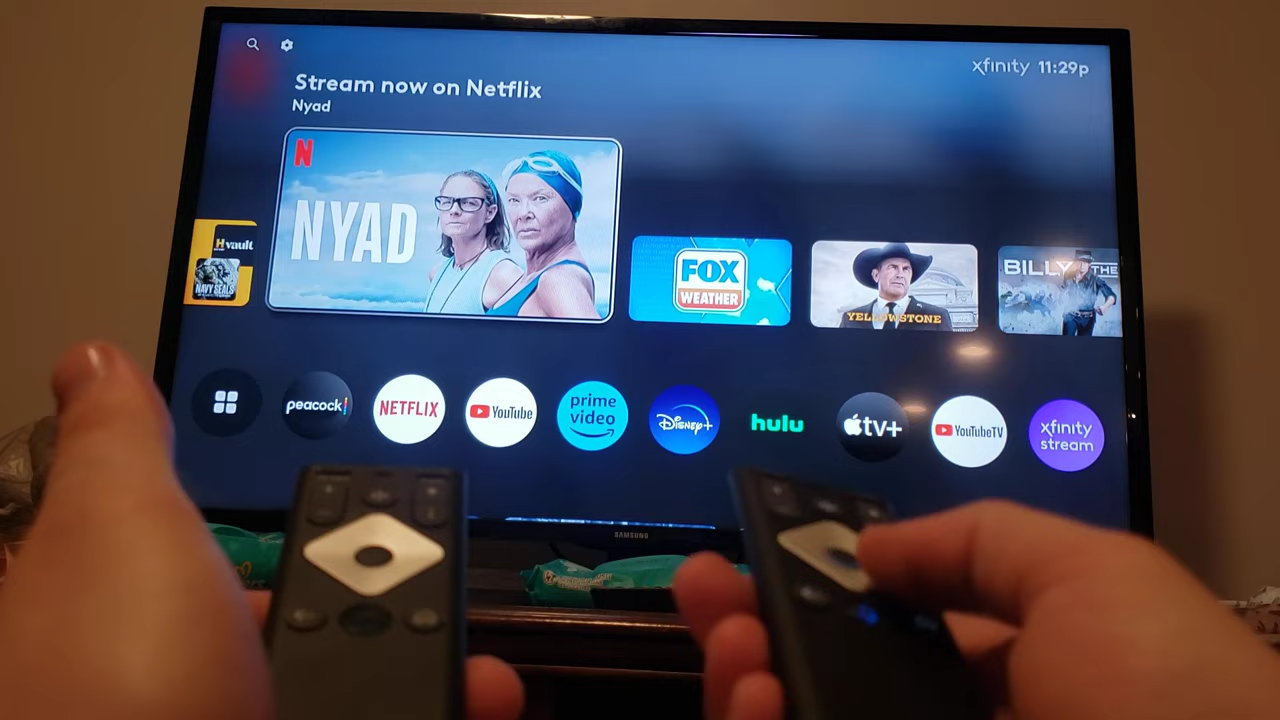 xfinity 11:29p
Stream now on Netflix
Nyad
N
NYAD
H vault
NAVY SEALS
FOX
WEATHER
YELLOWSTONE
BILLY THE
peacock
NETFLIX
YouTube
prime
video
Disney+
hulu
tv+
YouTubeTV
xfinity
stream
SAMSUNG